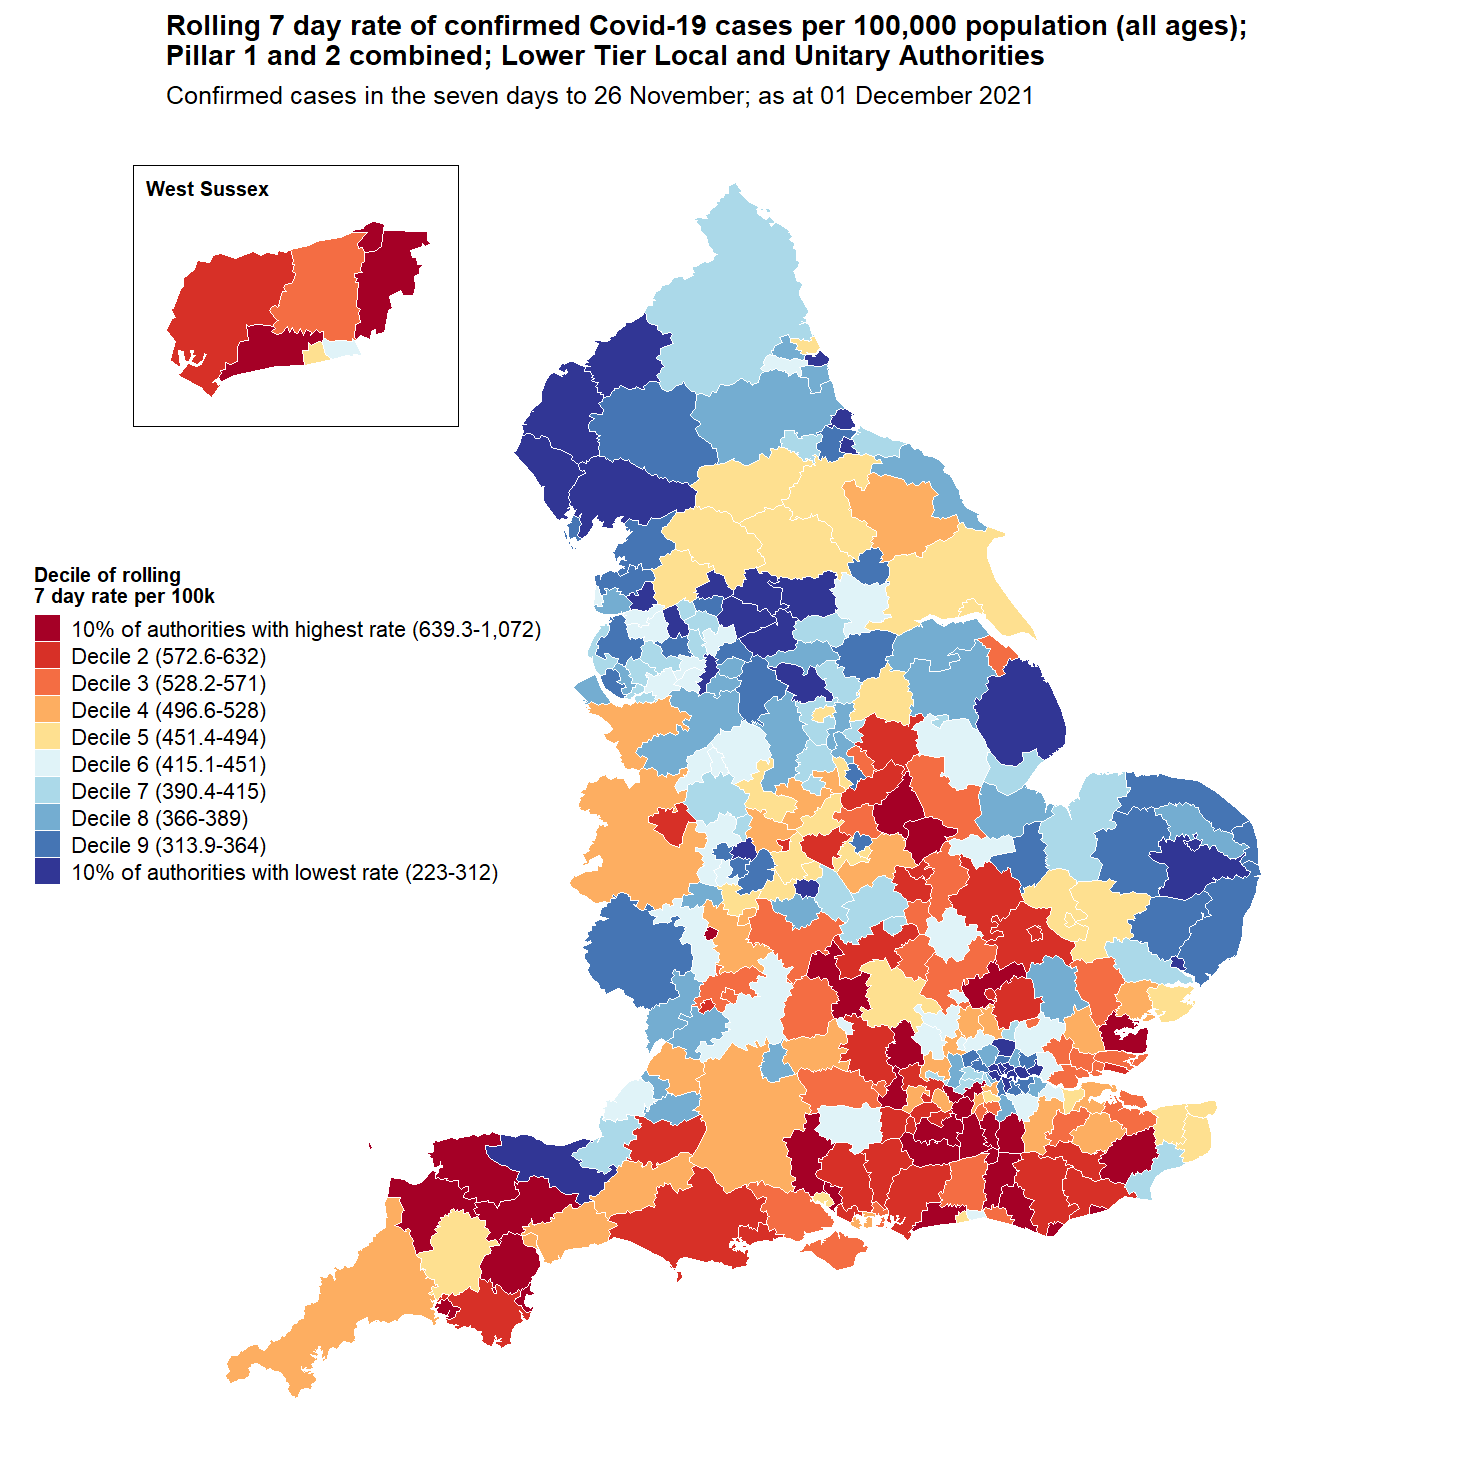 Rolling 7 day rate of confirmed Covid-19 cases per 100,000 population (all ages);
Pillar 1 and 2 combined; Lower Tier Local and Unitary Authorities
Confirmed cases in the seven days to 26 November; as at 01 December 2021
West Sussex
Decile of rolling
7 day rate per 100k
10% of authorities with highest rate (639.3-1,072)
Decile 2 (572.6-632)
Decile 3 (528.2-571)
Decile 4 (496.6-528)
Decile 5 (451.4-494)
Decile 6 (415.1-451)
Decile 7 (390.4-415)
Decile 8 (366-389)
Decile 9 (313.9-364)
10% of authorities with lowest rate (223-312)